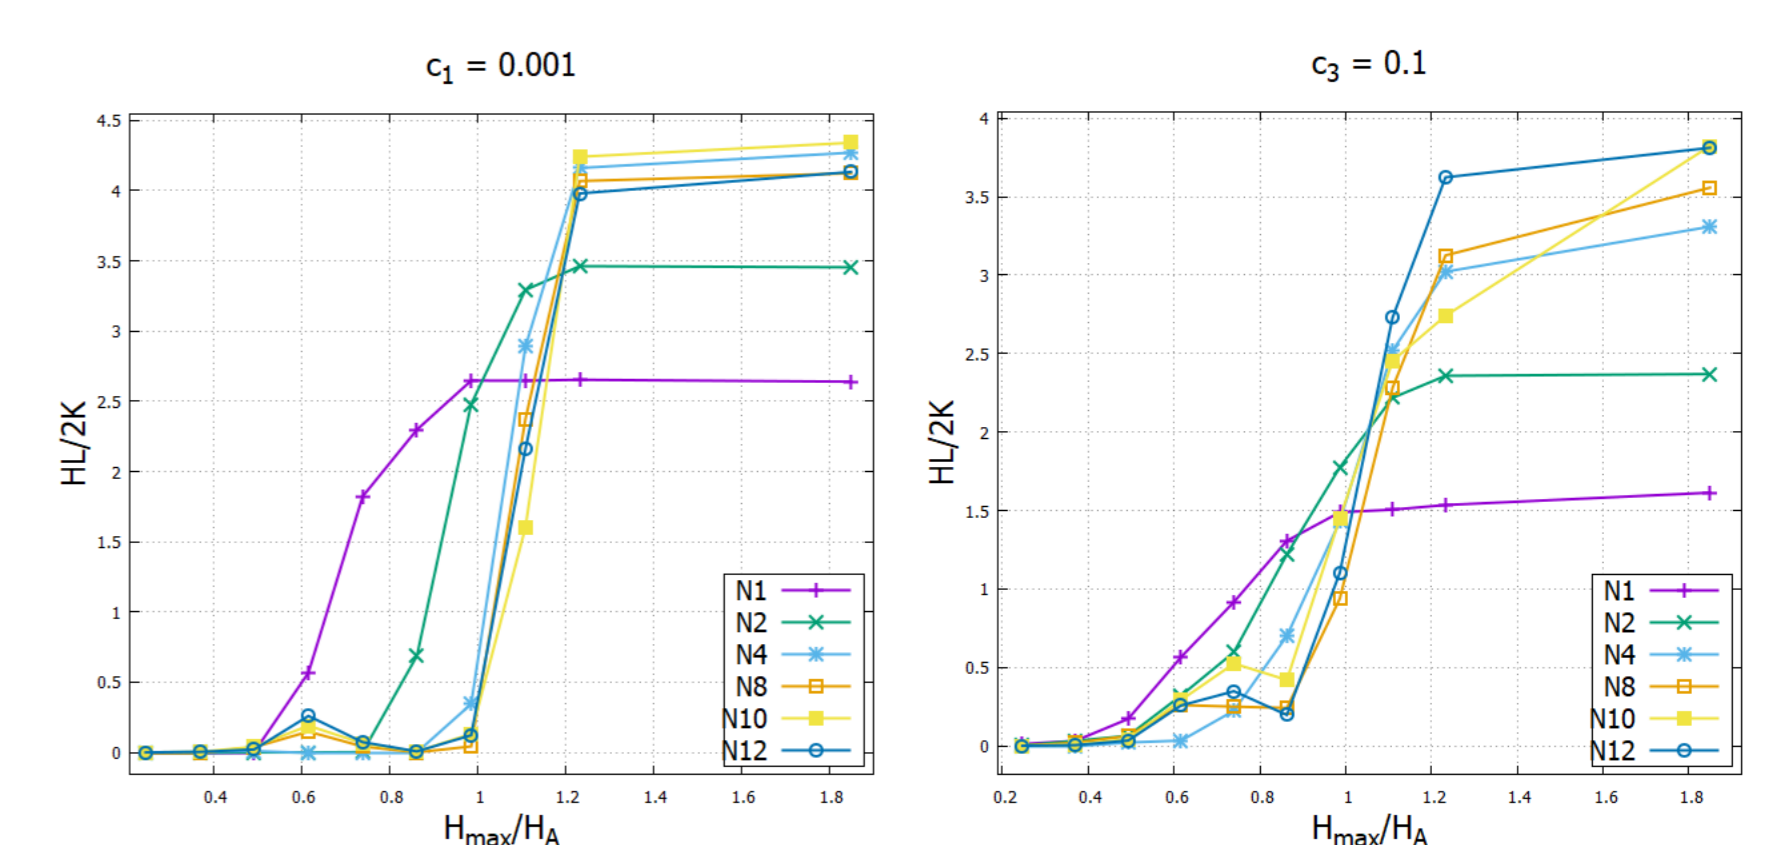 c₁ = 0.001
4.5
4
3.5
3
2.5
2
1.5
1
0.5
0
HL/2K
N1
N2
N4
N8
N10
N12
0.4 0.6 0.8 1 1.2 1.4 1.6 1.8
Hmax/HA
c₃ = 0.1
4
3.5
3
2.5
2
1.5
1
0.5
0
HL/2K
N1
N2
N4
N8
N10
N12
0.2 0.4 0.6 0.8 1 1.2 1.4 1.6 1.8
Hmax/HA